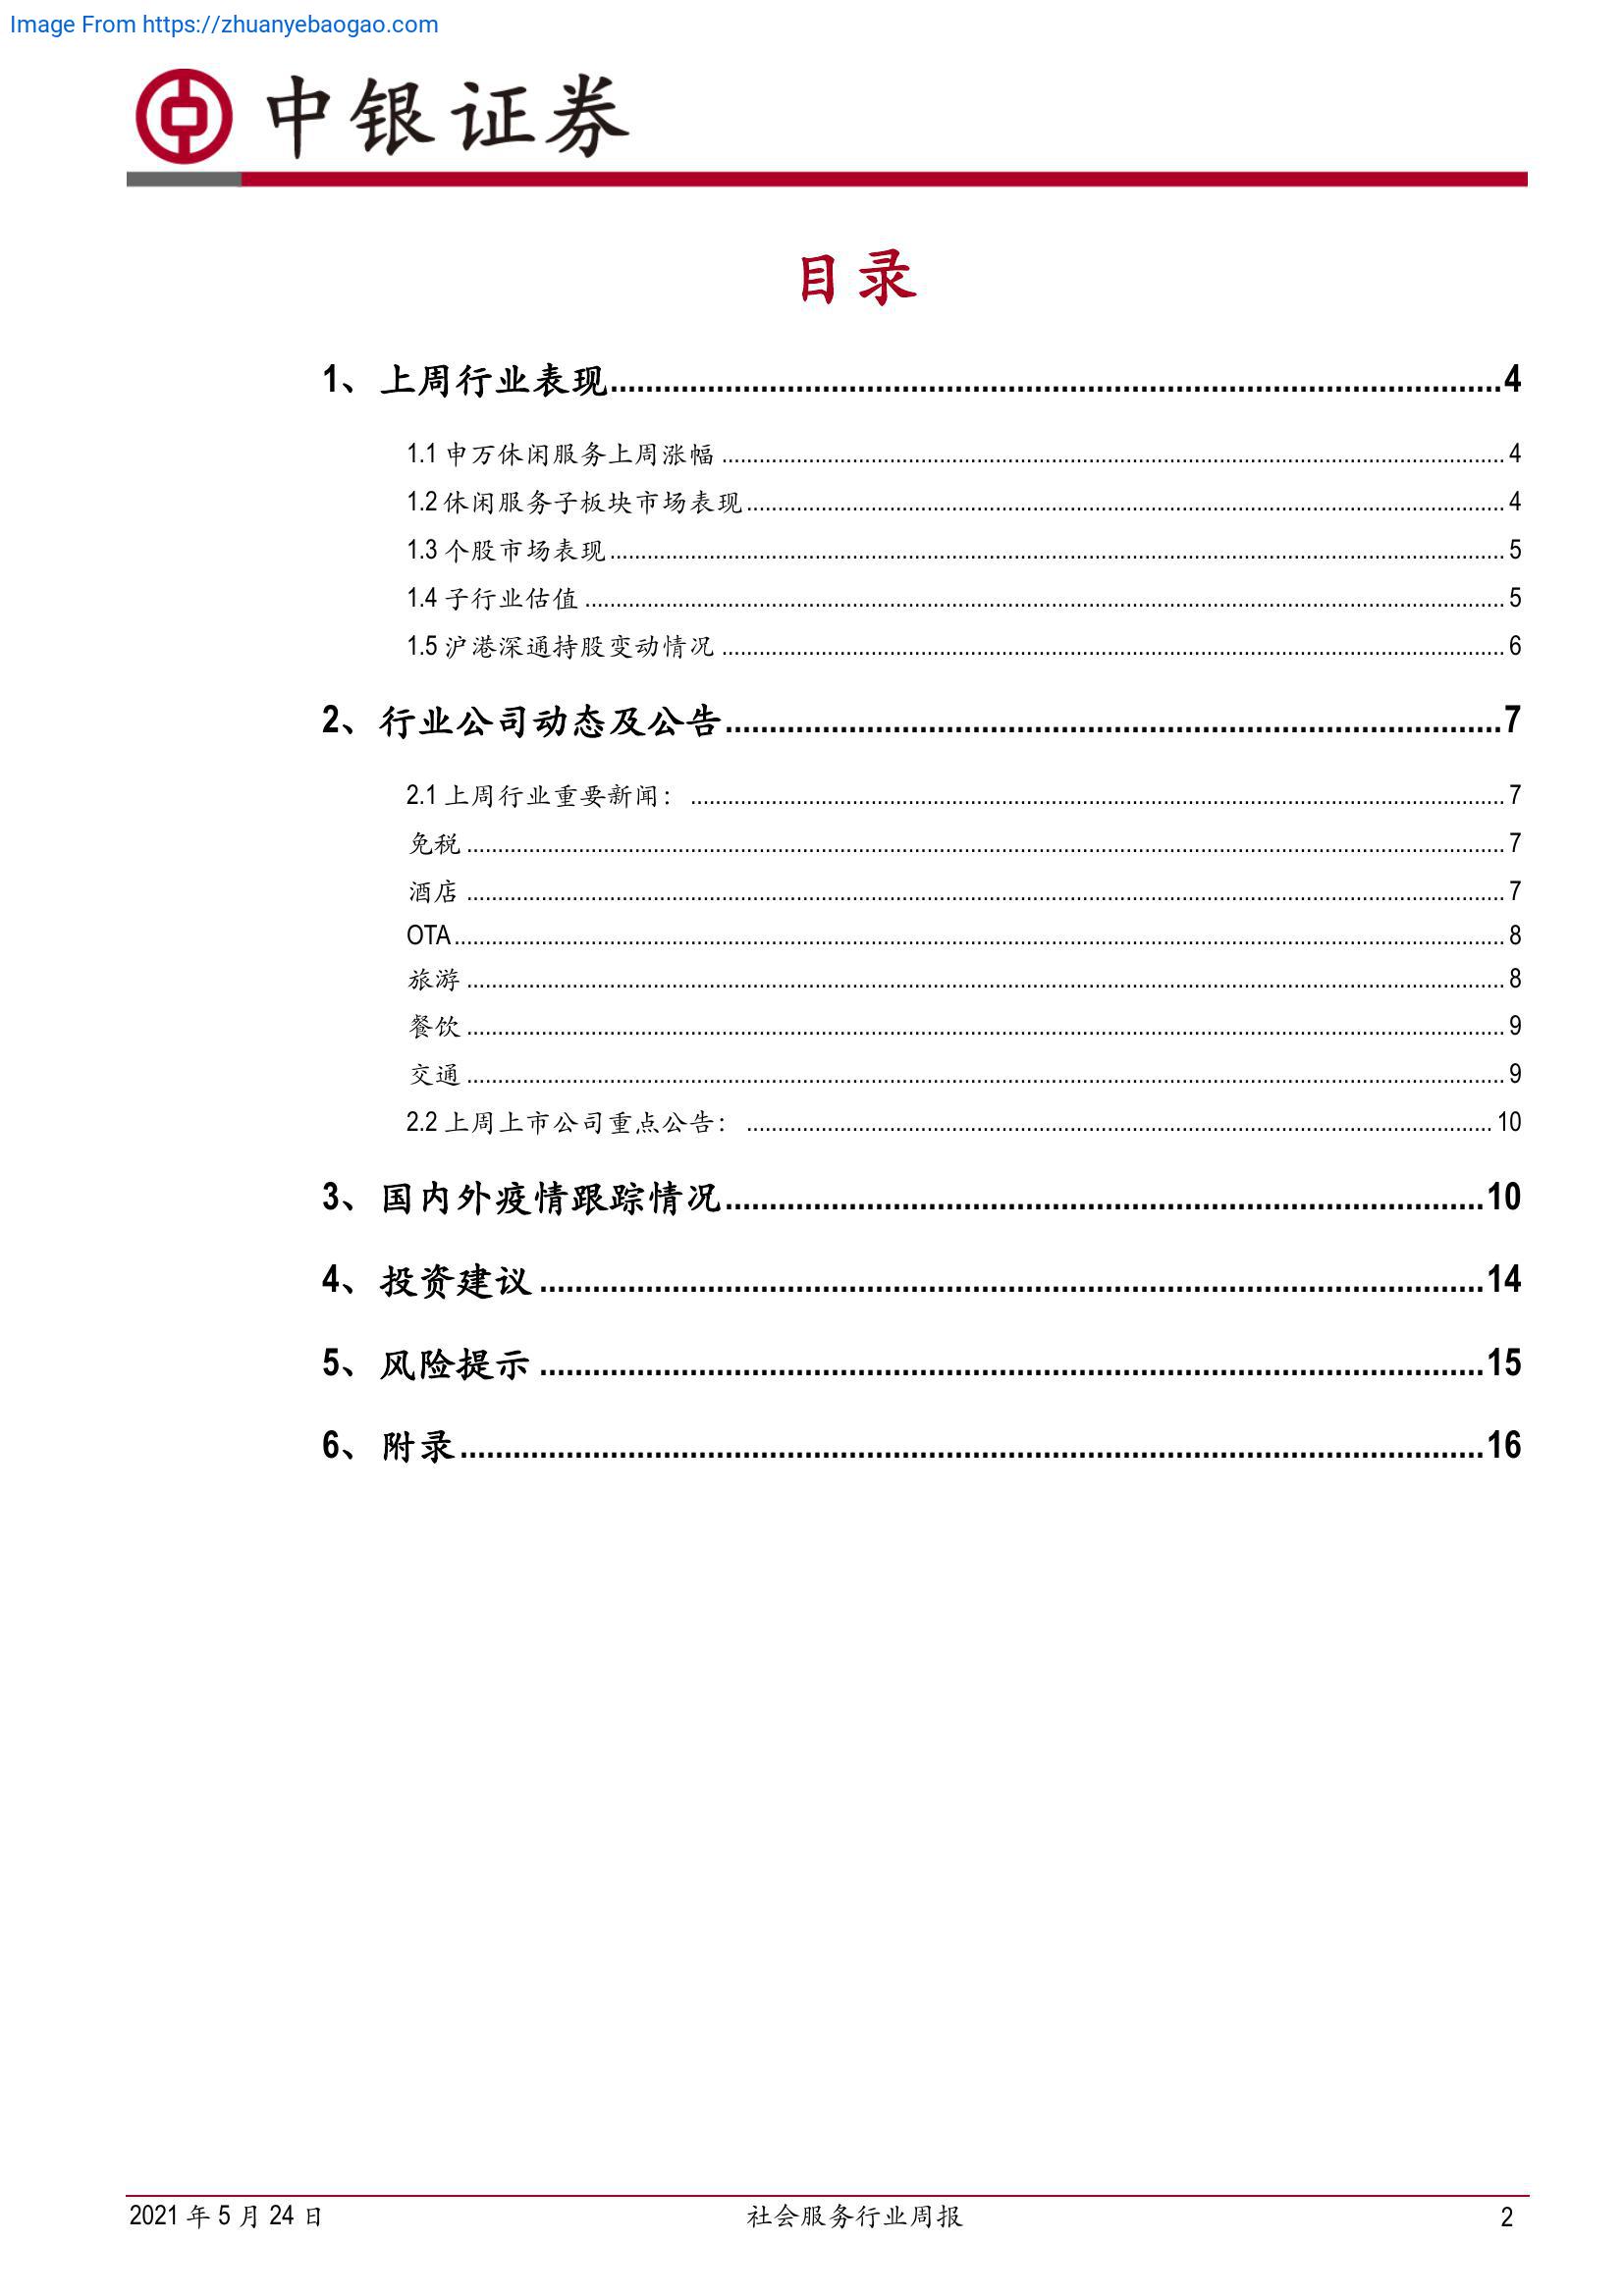 Image From https://zhuanyebaogao.com
中银证券
目录
1、上周行业表现................4
1.1 申万休闲服务上周涨幅................4
1.2 休闲服务子板块市场表现................4
1.3 个股市场表现................5
1.4 子行业估值................5
1.5 沪港深通持股变动情况................6
2、行业公司动态及公告................7
2.1 上周行业重要新闻：................7
免税................7
酒店................7
OTA................8
旅游................8
餐饮................9
交通................9
2.2 上周上市公司重点公告：................10
3、国内外疫情跟踪情况................10
4、投资建议................14
5、风险提示................15
6、附录................16
2021 年 5 月 24 日 社会服务行业周报 2